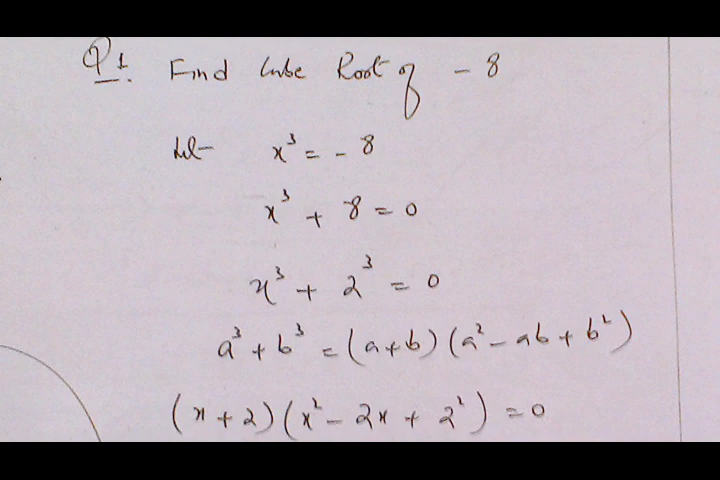 Q1. Find Cube Root of - 8
Let x³ = - 8
x³ + 8 = 0
x³ + 2³ = 0
a³ + b³ = (a+b) (a² - ab + b²)
(x + 2) (x² - 2x + 2²) = 0